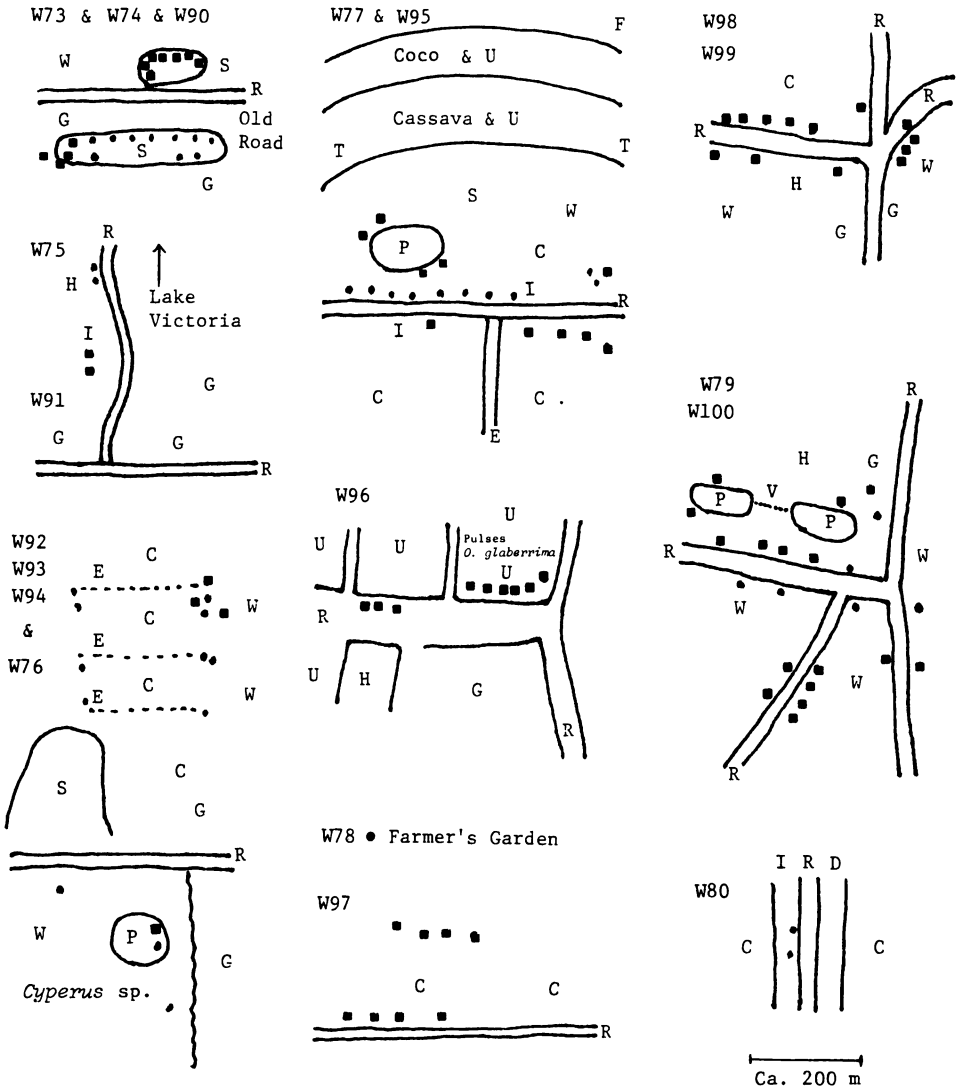 W73 & W74 & W90
W
S
R
G
Old
Road
S
G
W77 & W95
F
Coco & U
Cassava & U
T
T
S
W
P
C
I
R
I
C
C .
E
W98
W99
R
C
R
R
W
H
W
G
G
W75
R
H
Lake
Victoria
I
G
W91
G
G
R
W79
W100
R
H
G
P
V
P
R
W
W
W
R
W92
W93
W94
&
W76
C
E
C
W
E
C
E
W
S
C
G
R
W
P
G
Cyperus sp.
W96
U
U
U
Pulses
O. glaberrima
U
R
U
H
G
R
W78 ● Farmer's Garden
W97
C
C
R
W80
I R D
C
C
Ca. 200 m